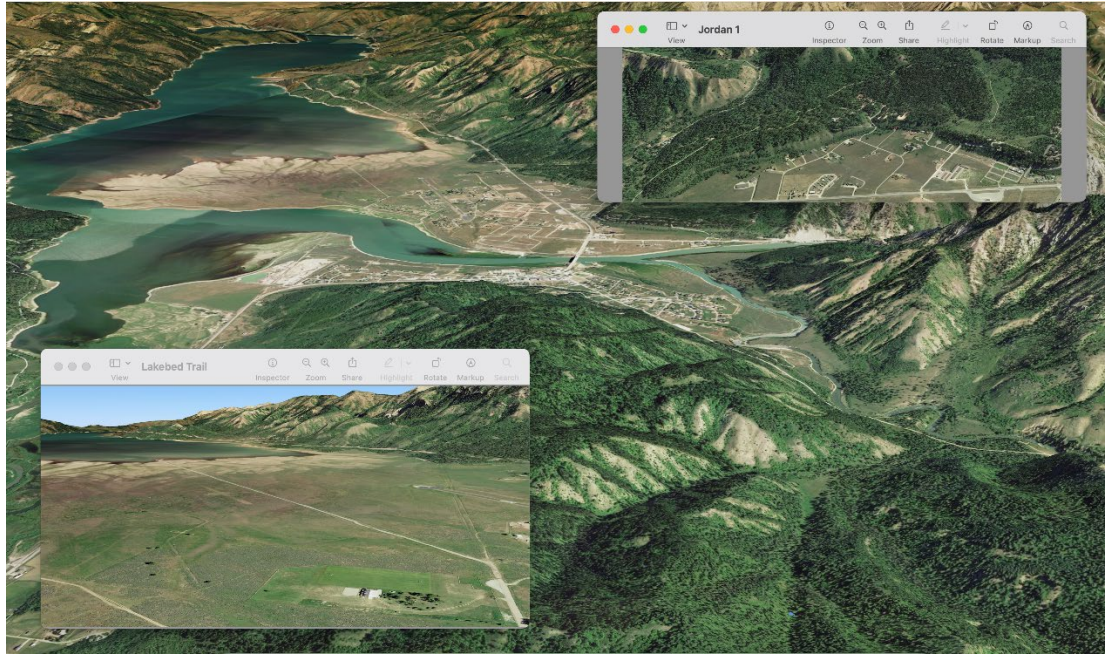 Jordan 1
View
Inspector
Zoom
Share
Highlight
Rotate
Markup
Search
Lakebed Trail
View
Inspector
Zoom
Share
Highlight
Rotate
Markup
Search